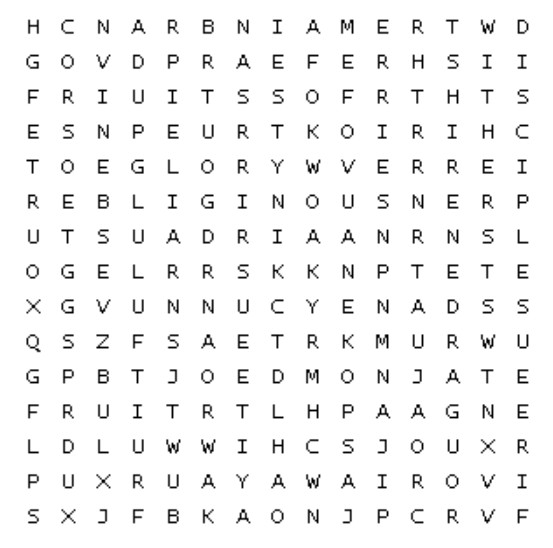 H C N A R B N I A M E R T W D
G O V D P R A E F E R H S I I
F R I U I T S S O F R T H T S
E S N P E U R T K O I R I H C
T O E G L O R Y W V E R R E I
R E B L I G I N O U S N E R P
U T S U A D R I A A N R N S L
O G E L R R S K K N P T E T E
X G V U N N U C Y E N A D S S
Q S Z F S A E T R K M U R W U
G P B T J O E D M O N J A T E
F R U I T R T L H P A A G N E
L D L U W W I H C S J O U X R
P U X R U A Y A W A I R O V I
S X J F B K A O N J P C R V F